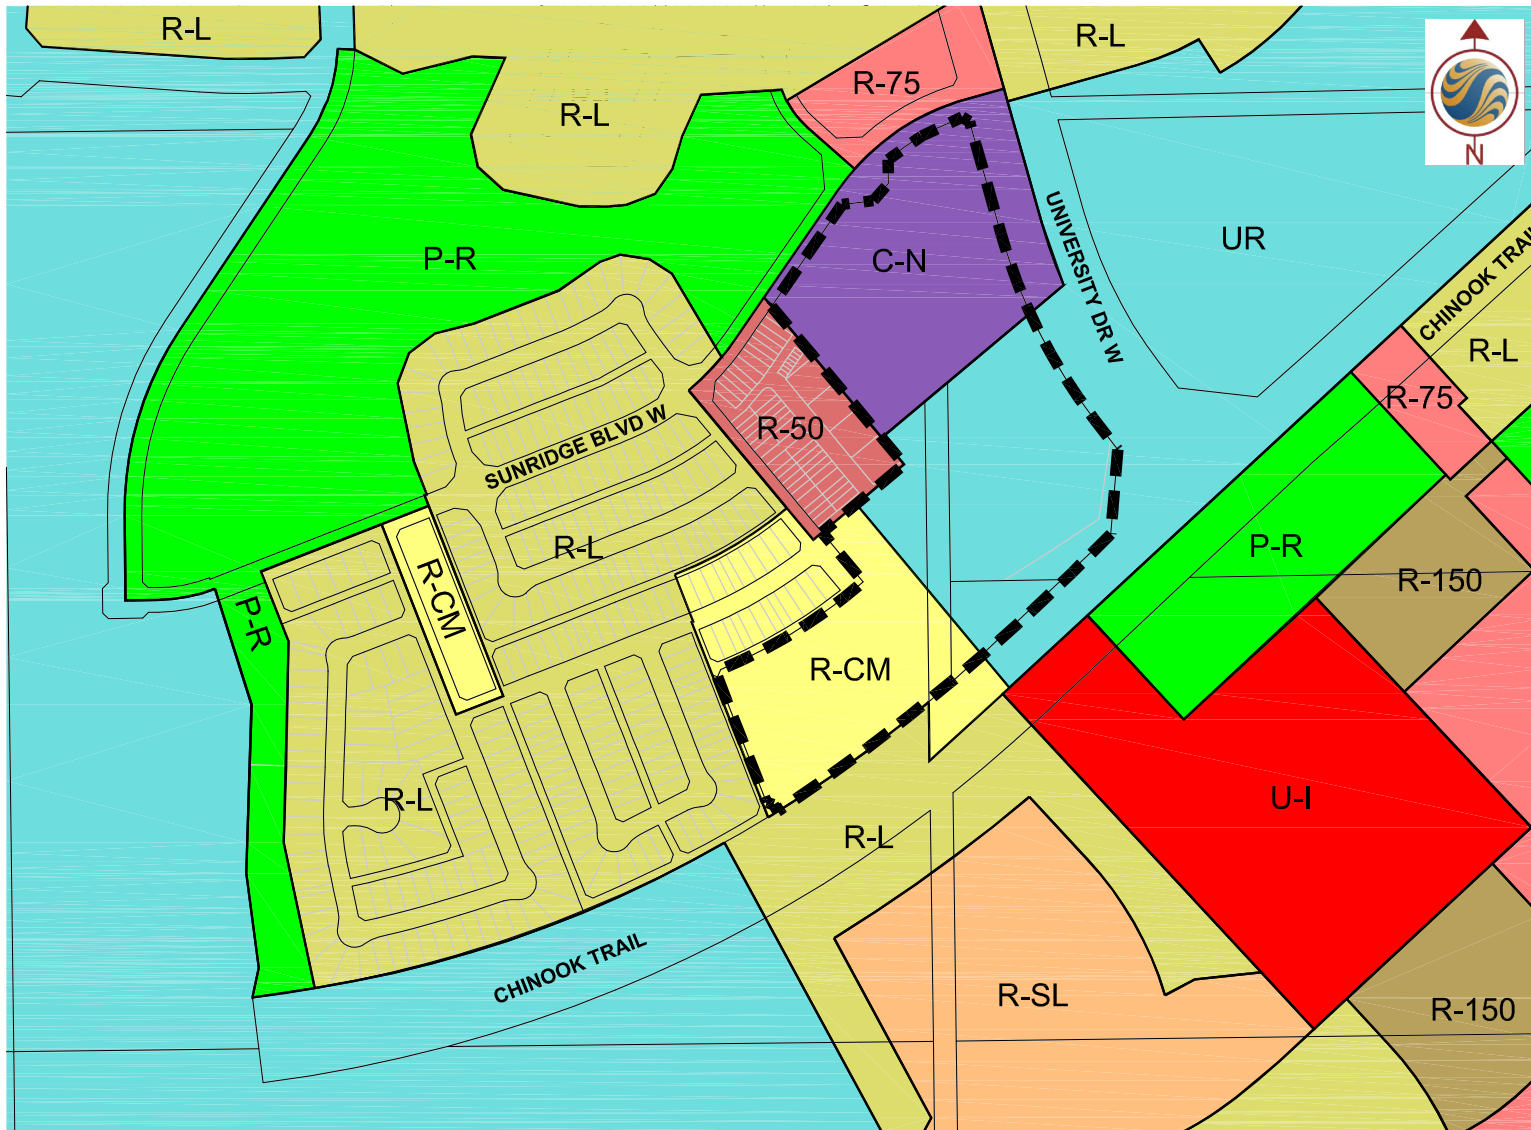 R-L
R-L
R-75
R-L
N
P-R
C-N
UNIVERSITY DR W
UR
CHINOOK TRAIL
R-L
R-75
R-50
SUNRIDGE BLVD W
R-L
P-R
R-150
R-CM
P-R
R-CM
R-L
U-I
R-L
CHINOOK TRAIL
R-SL
R-150